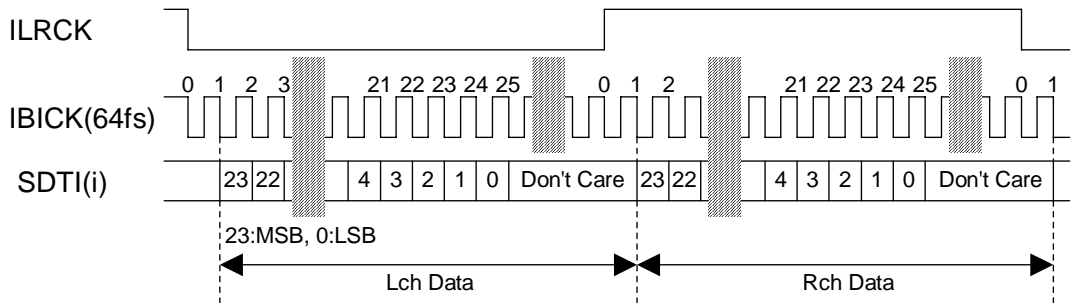 ILRCK
0 1 2 3 21 22 23 24 25 0 1 2 21 22 23 24 25 0 1
IBICK(64fs)
SDTI(i) 23 22 4 3 2 1 0 Don't Care 23 22 4 3 2 1 0 Don't Care
23:MSB, 0:LSB
Lch Data Rch Data